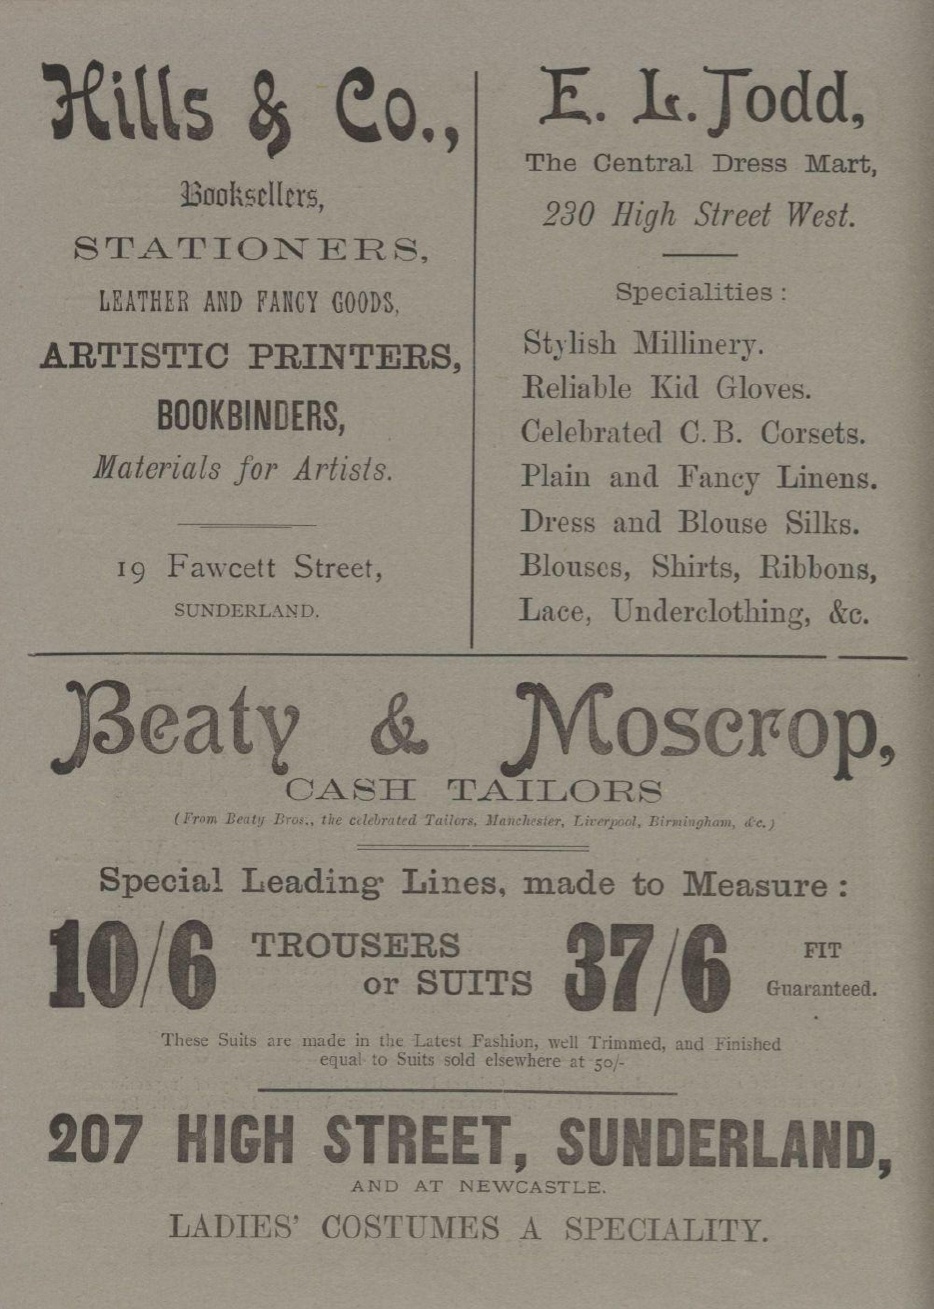 Hills & Co.,
Booksellers,
STATIONERS,
LEATHER AND FANCY GOODS,
ARTISTIC PRINTERS,
BOOKBINDERS,
Materials for Artists.
19 Fawcett Street,
SUNDERLAND.
E. L. Todd,
The Central Dress Mart,
230 High Street West.
Specialities :
Stylish Millinery.
Reliable Kid Gloves.
Celebrated C. B. Corsets.
Plain and Fancy Linens.
Dress and Blouse Silks.
Blouses, Shirts, Ribbons,
Lace, Underclothing, &c.
Beaty & Moscrop,
CASH TAILORS
(From Beaty Bros., the celebrated Tailors, Manchester, Liverpool, Birmingham, &c.)
Special Leading Lines, made to Measure :
10/6 TROUSERS or SUITS 37/6 FIT Guaranteed.
These Suits are made in the Latest Fashion, well Trimmed, and Finished
equal to Suits sold elsewhere at 50/-
207 HIGH STREET, SUNDERLAND,
AND AT NEWCASTLE.
LADIES' COSTUMES A SPECIALITY.